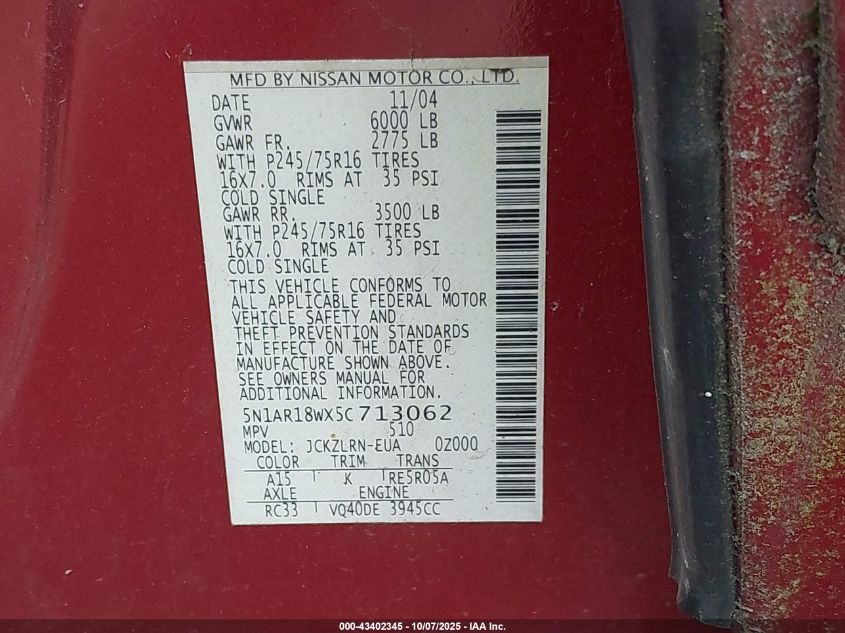 MFD BY NISSAN MOTOR CO., LTD.
DATE 11/04
GVWR 6000 LB
GAWR FR. 2775 LB
WITH P245/75R16 TIRES
16X7.0 RIMS AT 35 PSI
COLD SINGLE
GAWR RR. 3500 LB
WITH P245/75R16 TIRES
16X7.0 RIMS AT 35 PSI
COLD SINGLE
THIS VEHICLE CONFORMS TO
ALL APPLICABLE FEDERAL MOTOR
VEHICLE SAFETY AND
THEFT PREVENTION STANDARDS
IN EFFECT ON THE DATE OF
MANUFACTURE SHOWN ABOVE.
SEE OWNERS MANUAL FOR
ADDITIONAL INFORMATION.
5N1AR18WX5C713062
MPV 510
MODEL: JCKZLRN-EUA 0Z000
COLOR TRIM TRANS
A15 K RE5R05A
AXLE ENGINE
RC33 VQ40DE 3945CC
000-43402345 - 10/07/2025 - IAA Inc.